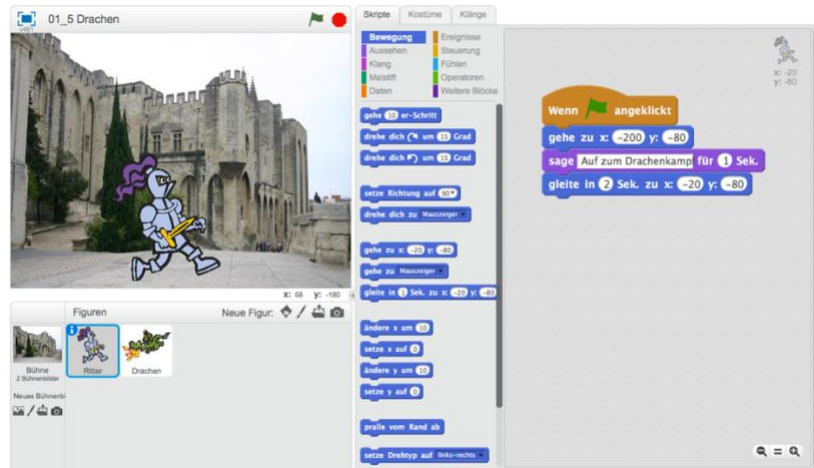 01_5 Drachen
v461
x: 68 y: -180
Figuren
Neue Figur:
Bühne
2 Bühnenbilder
Neues Bühnenbi
Ritter
Drachen
Skripte
Kostüme
Klänge
Bewegung
Ereignisse
Aussehen
Steuerung
Klang
Fühlen
Malstift
Operatoren
Daten
Weitere Blöcke
gehe 10 er-Schritt
drehe dich um 15 Grad
drehe dich um 15 Grad
setze Richtung auf 90
drehe dich zu Mauszeiger
gehe zu x: -20 y: -80
gehe zu Mauszeiger
gleite in 1 Sek. zu x: -20 y: -80
ändere x um 10
setze x auf 0
ändere y um 10
setze y auf 0
pralle vom Rand ab
setze Drehtyp auf links-rechts
x: -20
y: -80
Wenn angeklickt
gehe zu x: -200 y: -80
sage Auf zum Drachenkamp für 1 Sek.
gleite in 2 Sek. zu x: -20 y: -80